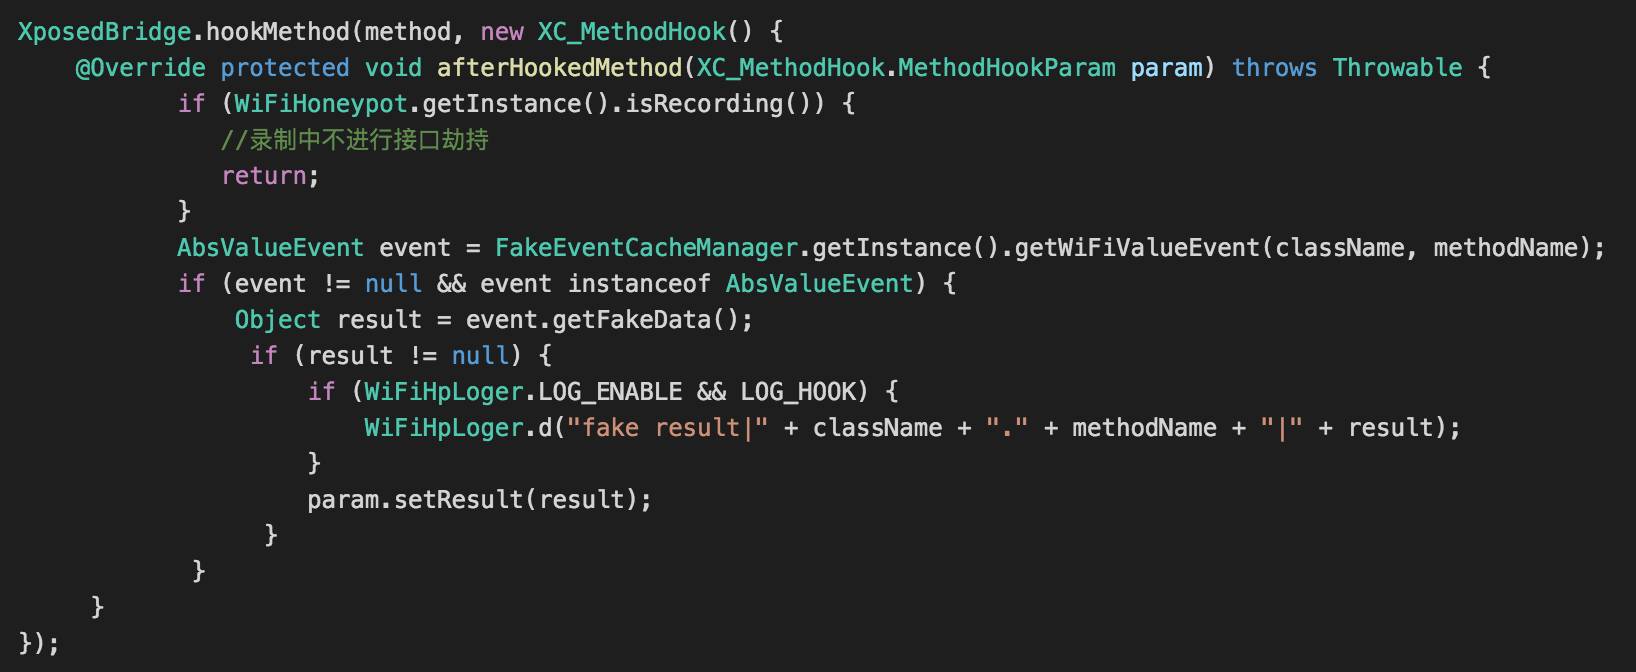 XposedBridge.hookMethod(method, new XC_MethodHook() {
@Override protected void afterHookedMethod(XC_MethodHook.MethodHookParam param) throws Throwable {
if (WiFiHoneypot.getInstance().isRecording()) {
//录制中不进行接口劫持
return;
}
AbsValueEvent event = FakeEventCacheManager.getInstance().getWiFiValueEvent(className, methodName);
if (event != null && event instanceof AbsValueEvent) {
Object result = event.getFakeData();
if (result != null) {
if (WiFiHpLoger.LOG_ENABLE && LOG_HOOK) {
WiFiHpLoger.d("fake result|" + className + "." + methodName + "|" + result);
}
param.setResult(result);
}
}
}
});